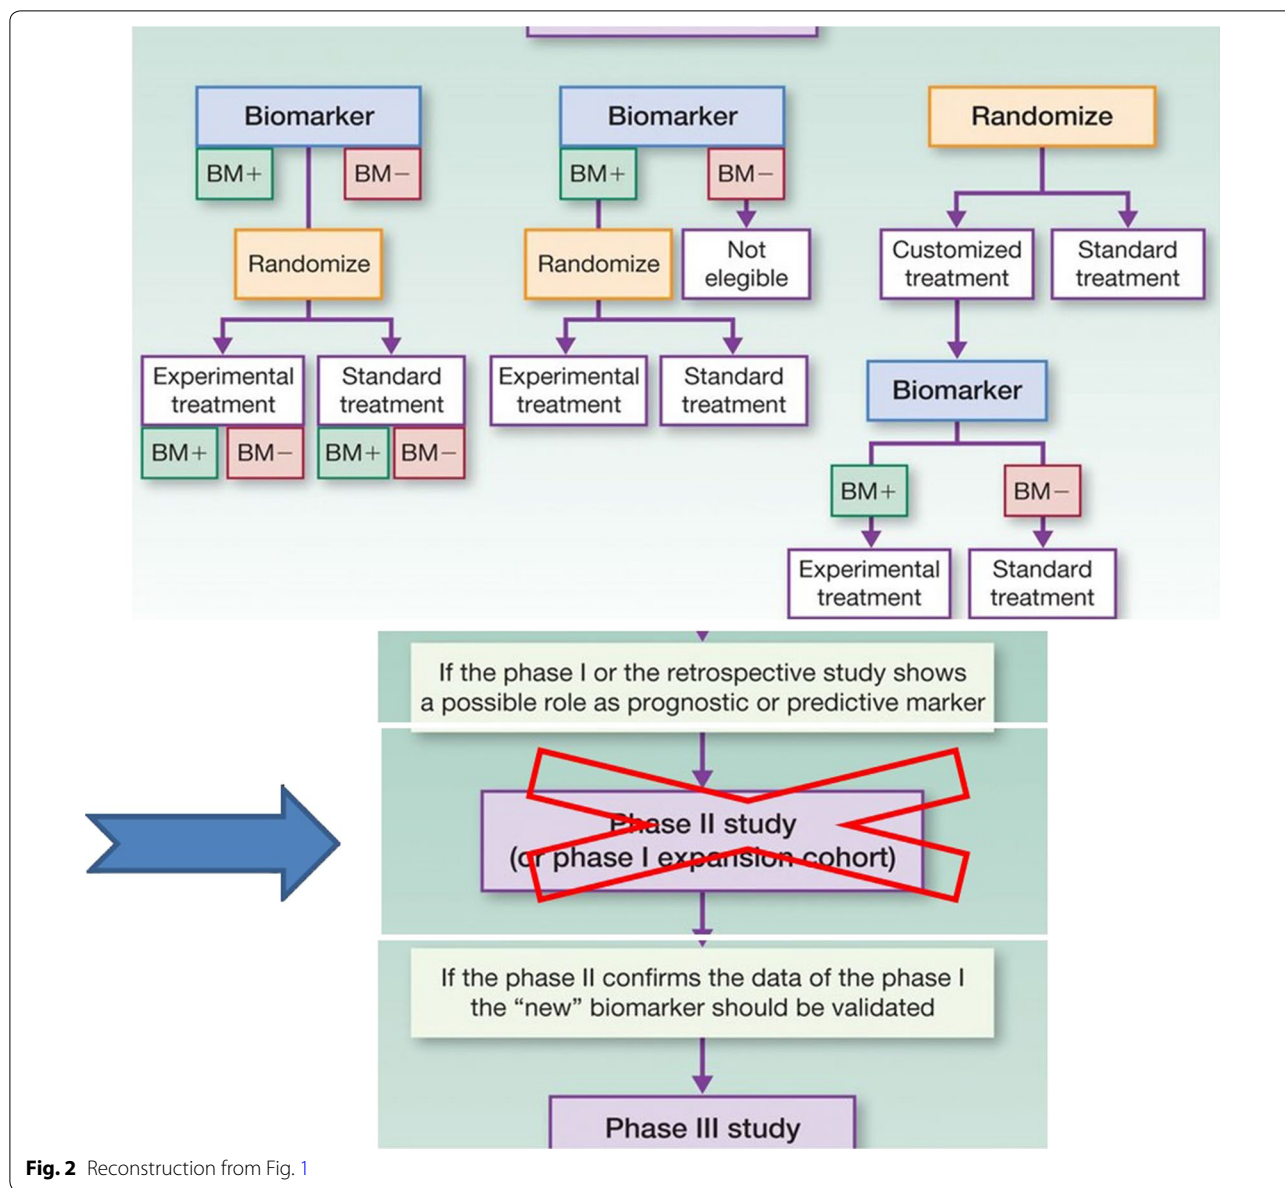 Biomarker
BM+
BM−
Randomize
Experimental
treatment
Standard
treatment
BM+
BM−
BM+
BM−
Biomarker
BM+
BM−
Randomize
Not
elegible
Experimental
treatment
Standard
treatment
Randomize
Customized
treatment
Standard
treatment
Biomarker
BM+
BM−
Experimental
treatment
Standard
treatment
If the phase I or the retrospective study shows
a possible role as prognostic or predictive marker
Phase II study
(or phase I expansion cohort)
If the phase II confirms the data of the phase I
the “new” biomarker should be validated
Phase III study
Fig. 2 Reconstruction from Fig. 1